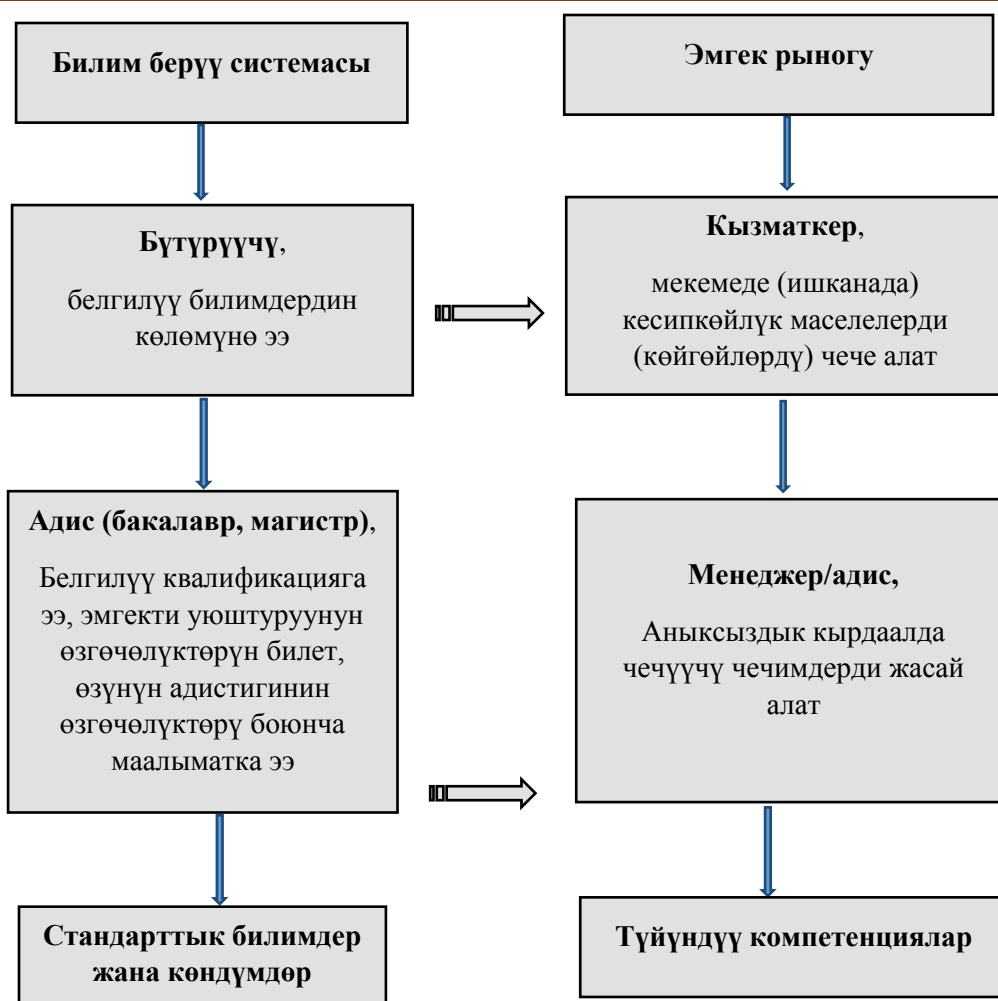 Билим берүү системасы
Эмгек рыногу
Бүтүрүүчү,
белгилүү билимдердин
көлөмүнө ээ
Кызматкер,
мекемеде (ишканада)
кесипкөйлүк маселелерди
(көйгөйлөрдү) чече алат
Адис (бакалавр, магистр),
Белгилүү квалификацияга
ээ, эмгекти уюштуруунун
өзгөчөлүктөрүн билет,
өзүнүн адистигинин
өзгөчөлүктөрү боюнча
маалыматка ээ
Менеджер/адис,
Аныксыздык кырдаалда
чечүүчү чечимдерди жасай
алат
Стандарттык билимдер
жана көндүмдөр
Түйүндүү компетенциялар